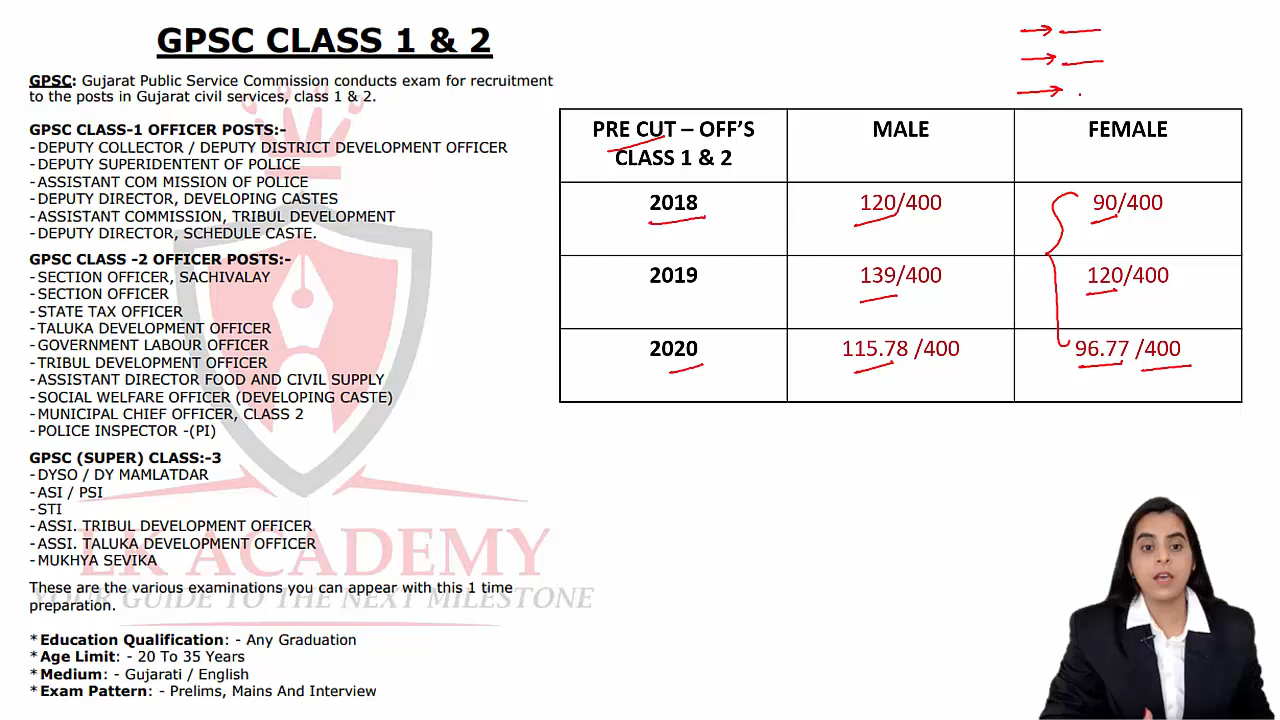 GPSC CLASS 1 & 2
GPSC: Gujarat Public Service Commission conducts exam for recruitment
to the posts in Gujarat civil services, class 1 & 2.
GPSC CLASS-1 OFFICER POSTS:-
-DEPUTY COLLECTOR / DEPUTY DISTRICT DEVELOPMENT OFFICER
-DEPUTY SUPERIDENTENT OF POLICE
-ASSISTANT COM MISSION OF POLICE
-DEPUTY DIRECTOR, DEVELOPING CASTES
-ASSISTANT COMMISSION, TRIBUL DEVELOPMENT
-DEPUTY DIRECTOR, SCHEDULE CASTE.
GPSC CLASS -2 OFFICER POSTS:-
-SECTION OFFICER, SACHIVALAY
-SECTION OFFICER
-STATE TAX OFFICER
-TALUKA DEVELOPMENT OFFICER
-GOVERNMENT LABOUR OFFICER
-TRIBUL DEVELOPMENT OFFICER
-ASSISTANT DIRECTOR FOOD AND CIVIL SUPPLY
-SOCIAL WELFARE OFFICER (DEVELOPING CASTE)
-MUNICIPAL CHIEF OFFICER, CLASS 2
-POLICE INSPECTOR -(PI)
GPSC (SUPER) CLASS:-3
-DYSO / DY MAMLATDAR
-ASI / PSI
-STI
-ASSI. TRIBUL DEVELOPMENT OFFICER
-ASSI. TALUKA DEVELOPMENT OFFICER
-MUKHYA SEVIKA
These are the various examinations you can appear with this 1 time
preparation.
*Education Qualification: - Any Graduation
*Age Limit: - 20 To 35 Years
*Medium: - Gujarati / English
*Exam Pattern: - Prelims, Mains And Interview
LK ACADEMY
YOUR GUIDE TO THE NEXT MILESTONE
PRE CUT – OFF'S MALE FEMALE
CLASS 1 & 2
2018 120/400 90/400
2019 139/400 120/400
2020 115.78 /400 96.77 /400